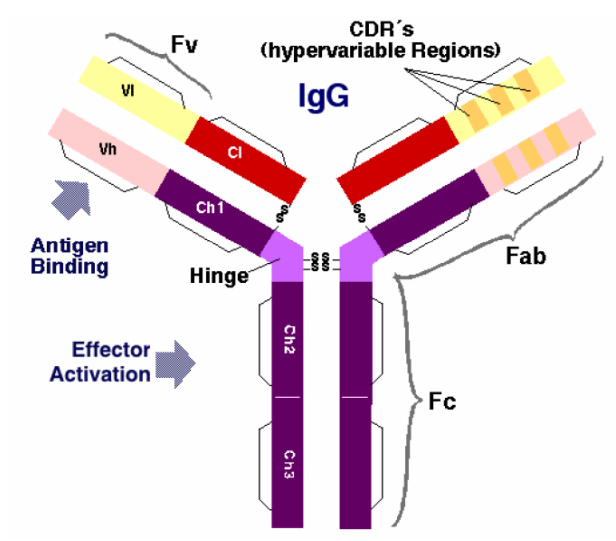 Fv
CDR´s
(hypervariable Regions)
IgG
Vl
Cl
Vh
Ch1
S
S
S
S
Antigen
Binding
Hinge
S S
S S
Fab
Effector
Activation
Ch2
Fc
Ch3